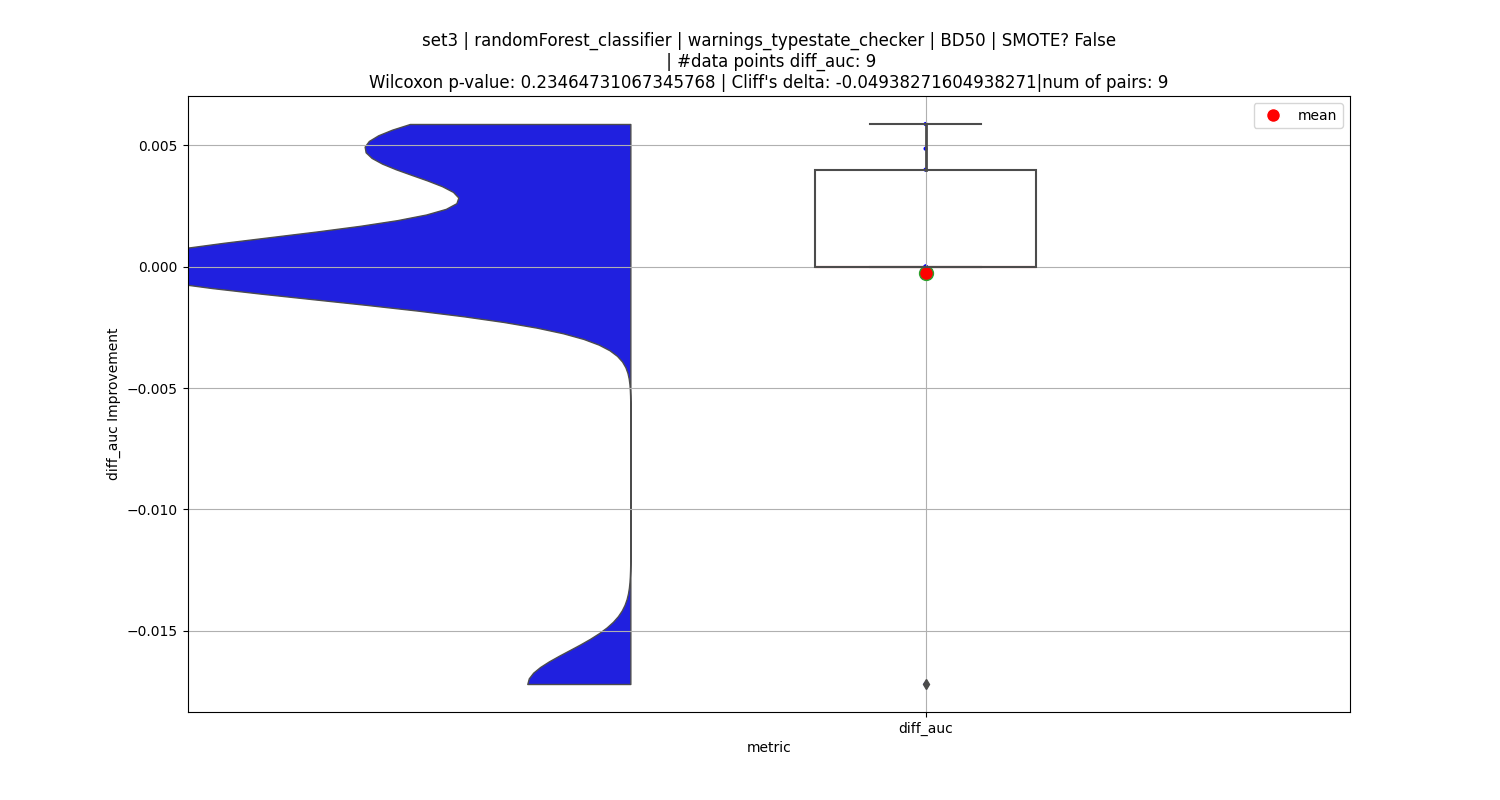 set3 | randomForest_classifier | warnings_typestate_checker | BD50 | SMOTE? False
| #data points diff_auc: 9
Wilcoxon p-value: 0.23464731067345768 | Cliff's delta: -0.04938271604938271|num of pairs: 9
mean
0.005
0.000
−0.005
−0.010
−0.015
diff_auc Improvement
diff_auc
metric